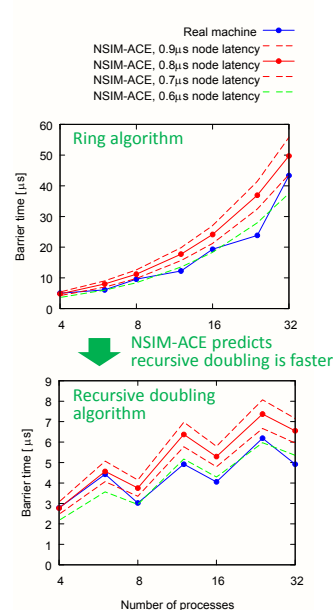 Real machine
NSIM-ACE, 0.9μs node latency
NSIM-ACE, 0.8μs node latency
NSIM-ACE, 0.7μs node latency
NSIM-ACE, 0.6μs node latency
60
50
40
30
20
10
0
Barrier time [μs]
Ring algorithm
4
8
16
32
NSIM-ACE predicts
recursive doubling is faster
9
8
7
6
5
4
3
2
1
0
Barrier time [ μs]
Recursive doubling
algorithm
4
8
16
32
Number of processes